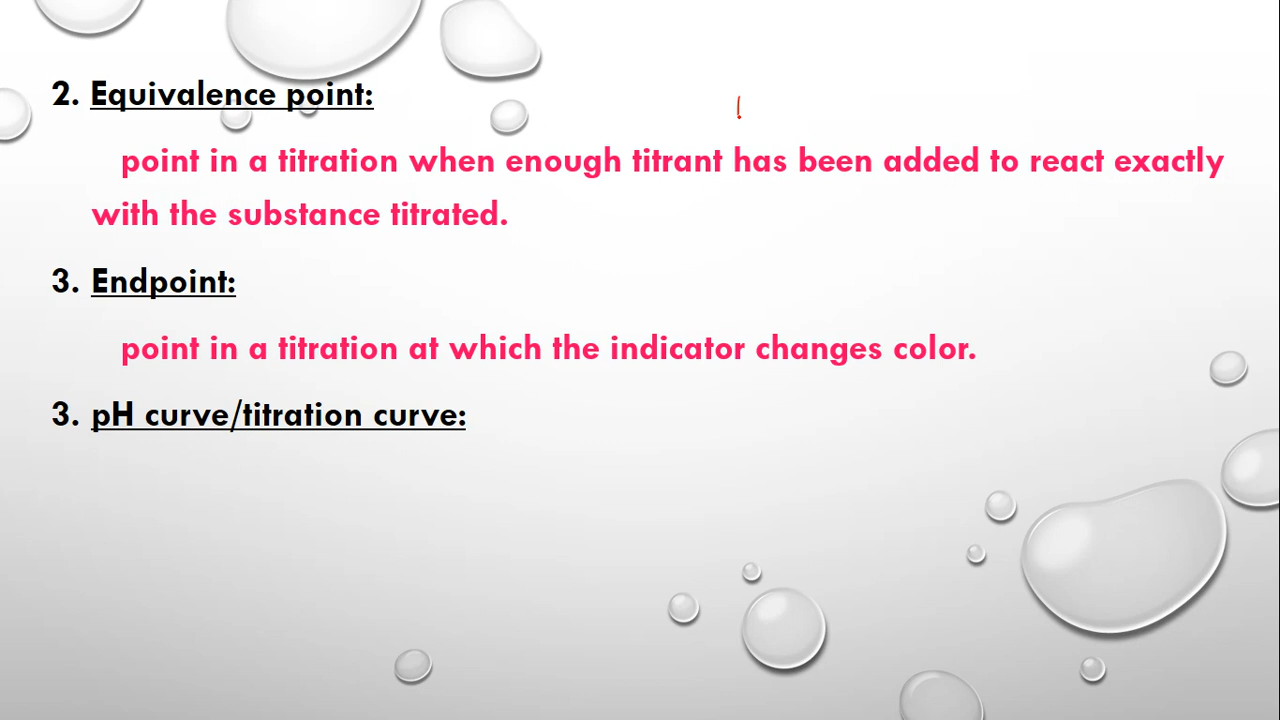 2. Equivalence point:
point in a titration when enough titrant has been added to react exactly
with the substance titrated.
3. Endpoint:
point in a titration at which the indicator changes color.
3. pH curve/titration curve: